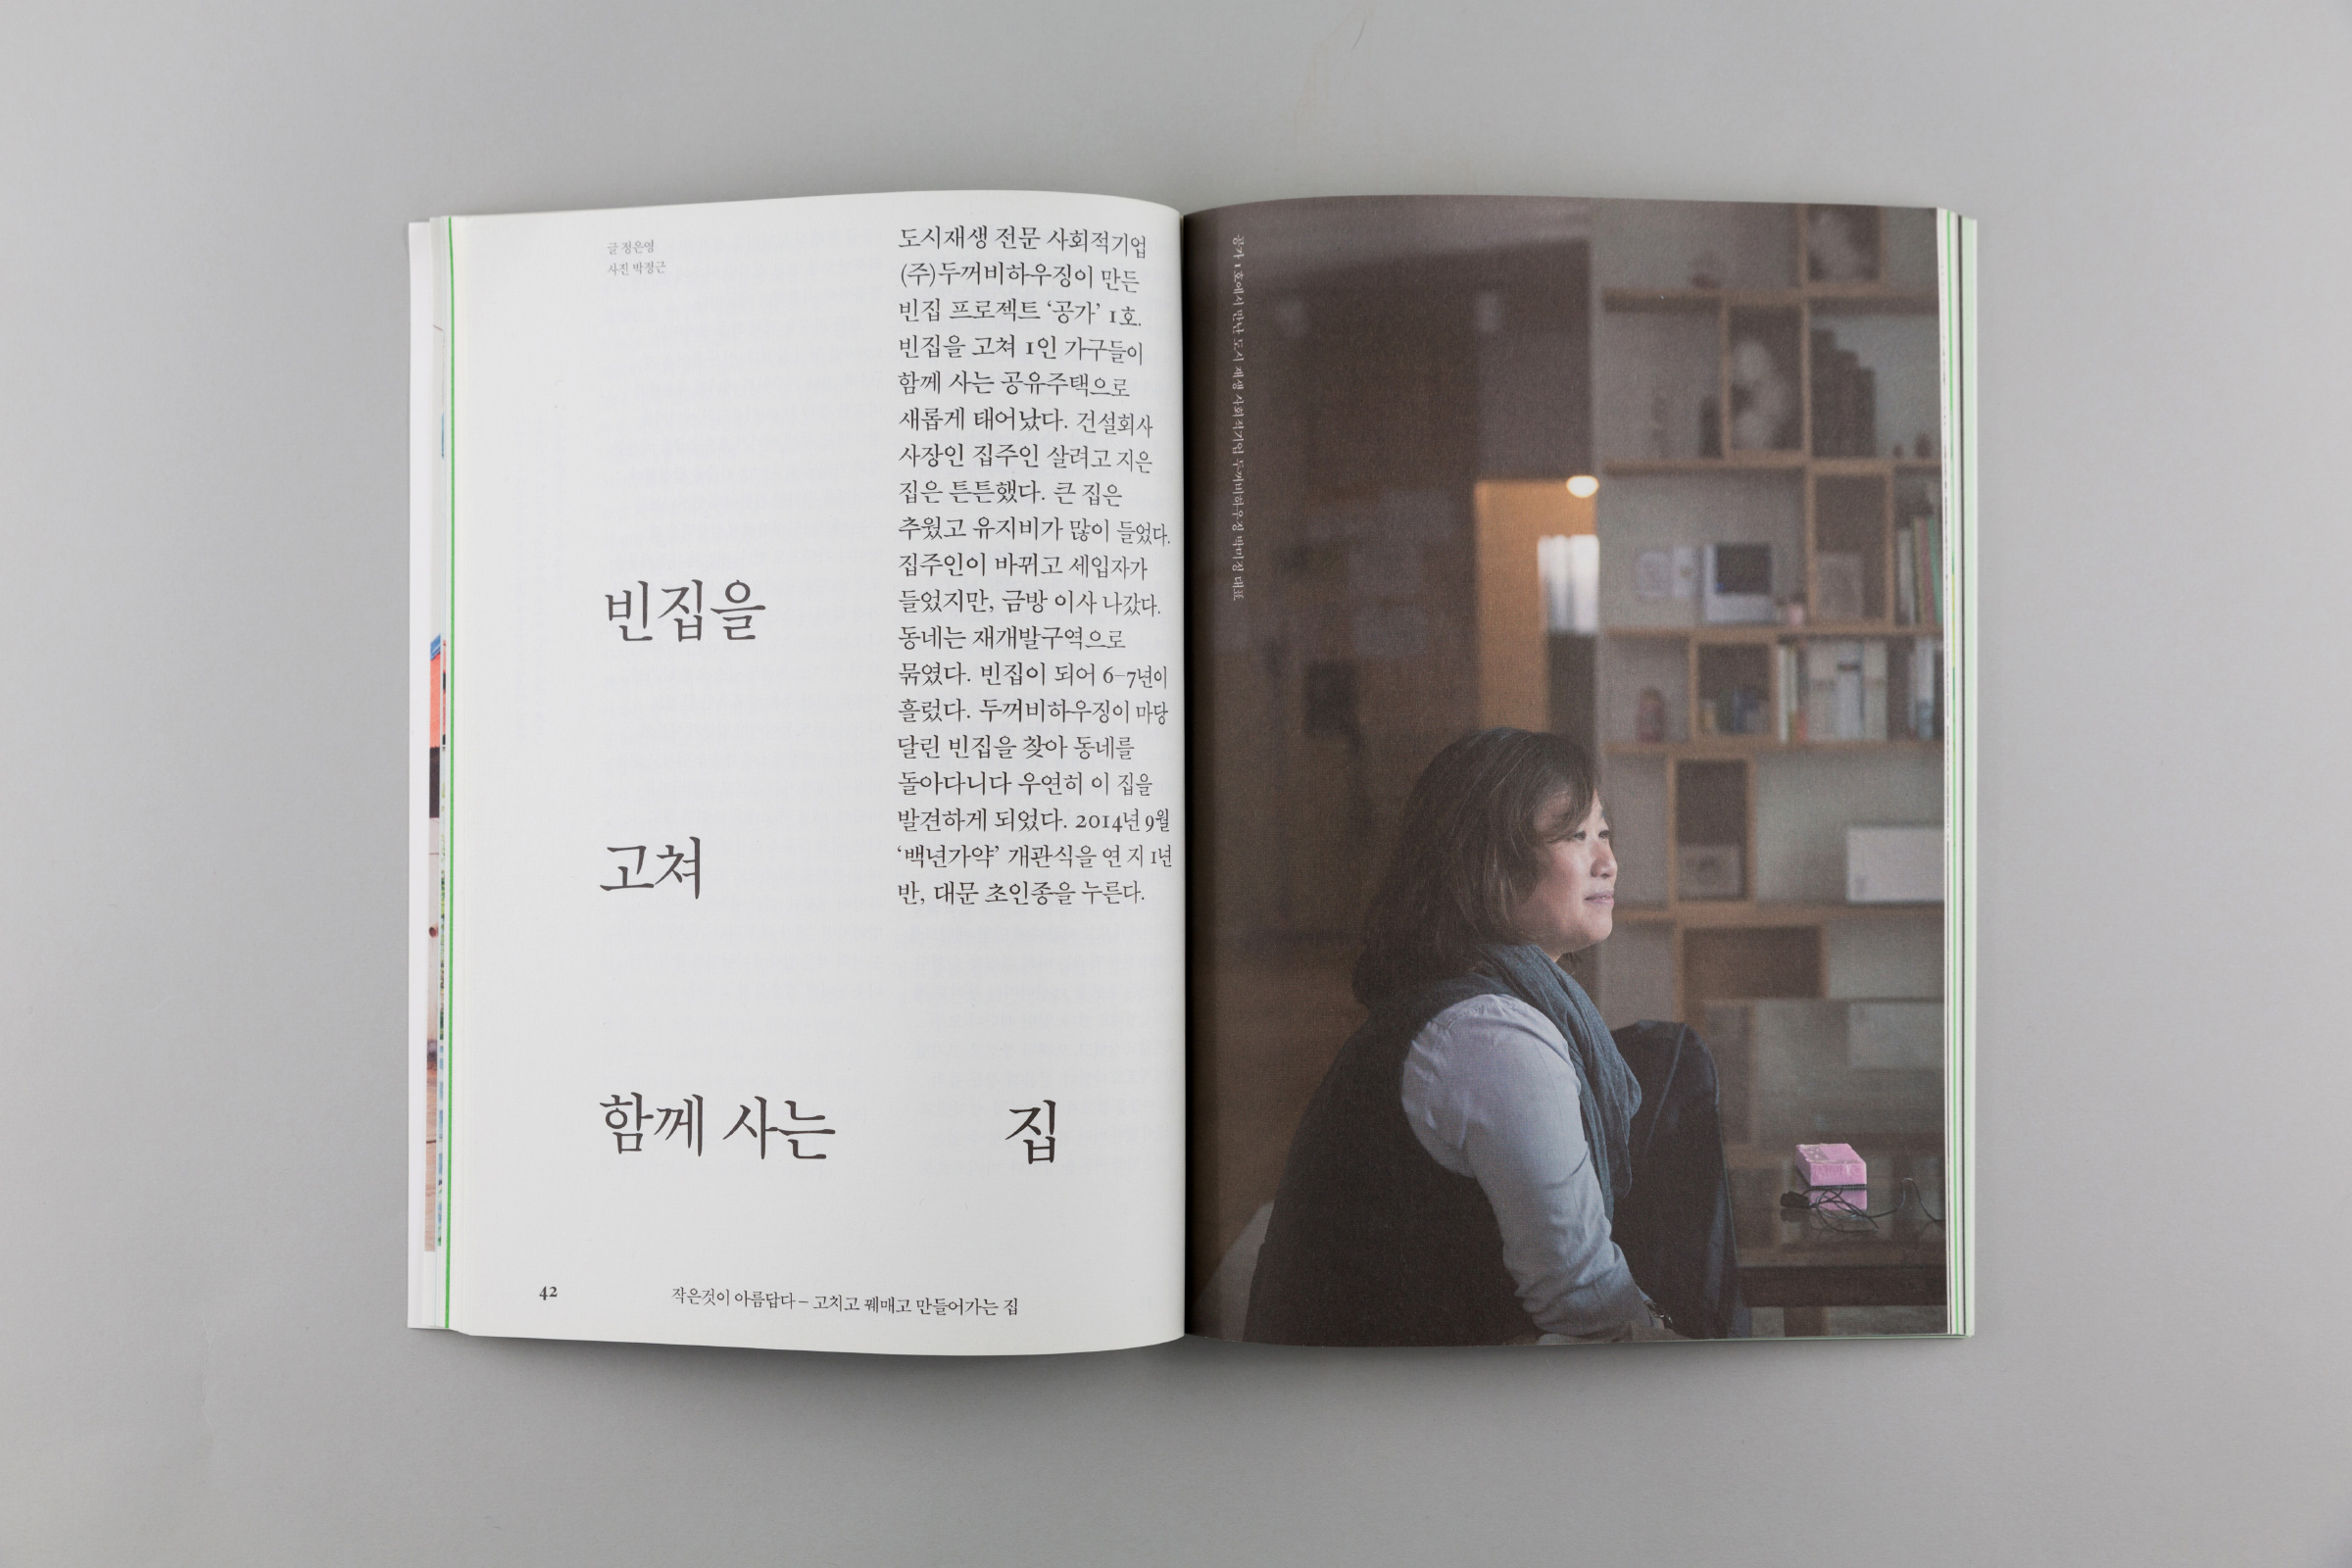 글 정은영
사진 박정근
도시재생 전문 사회적기업
(주)두꺼비하우징이 만든
빈집 프로젝트 ‘공가’ 1호.
빈집을 고쳐 1인 가구들이
함께 사는 공유주택으로
새롭게 태어났다. 건설회사
사장인 집주인 살려고 지은
집은 튼튼했다. 큰 집은
추웠고 유지비가 많이 들었다.
집주인이 바뀌고 세입자가
들었지만, 금방 이사 나갔다.
동네는 재개발구역으로
묶였다. 빈집이 되어 6–7년이
흘렀다. 두꺼비하우징이 마당
달린 빈집을 찾아 동네를
돌아다니다 우연히 이 집을
발견하게 되었다. 2014년 9월
‘백년가약’ 개관식을 연 지 1년
반, 대문 초인종을 누른다.
빈집을
고쳐
함께 사는 집
42
작은것이 아름답다 – 고치고 꿰매고 만들어가는 집
공가 1호에서 만난 도시 재생 사회적기업 두꺼비하우징 박미정 대표